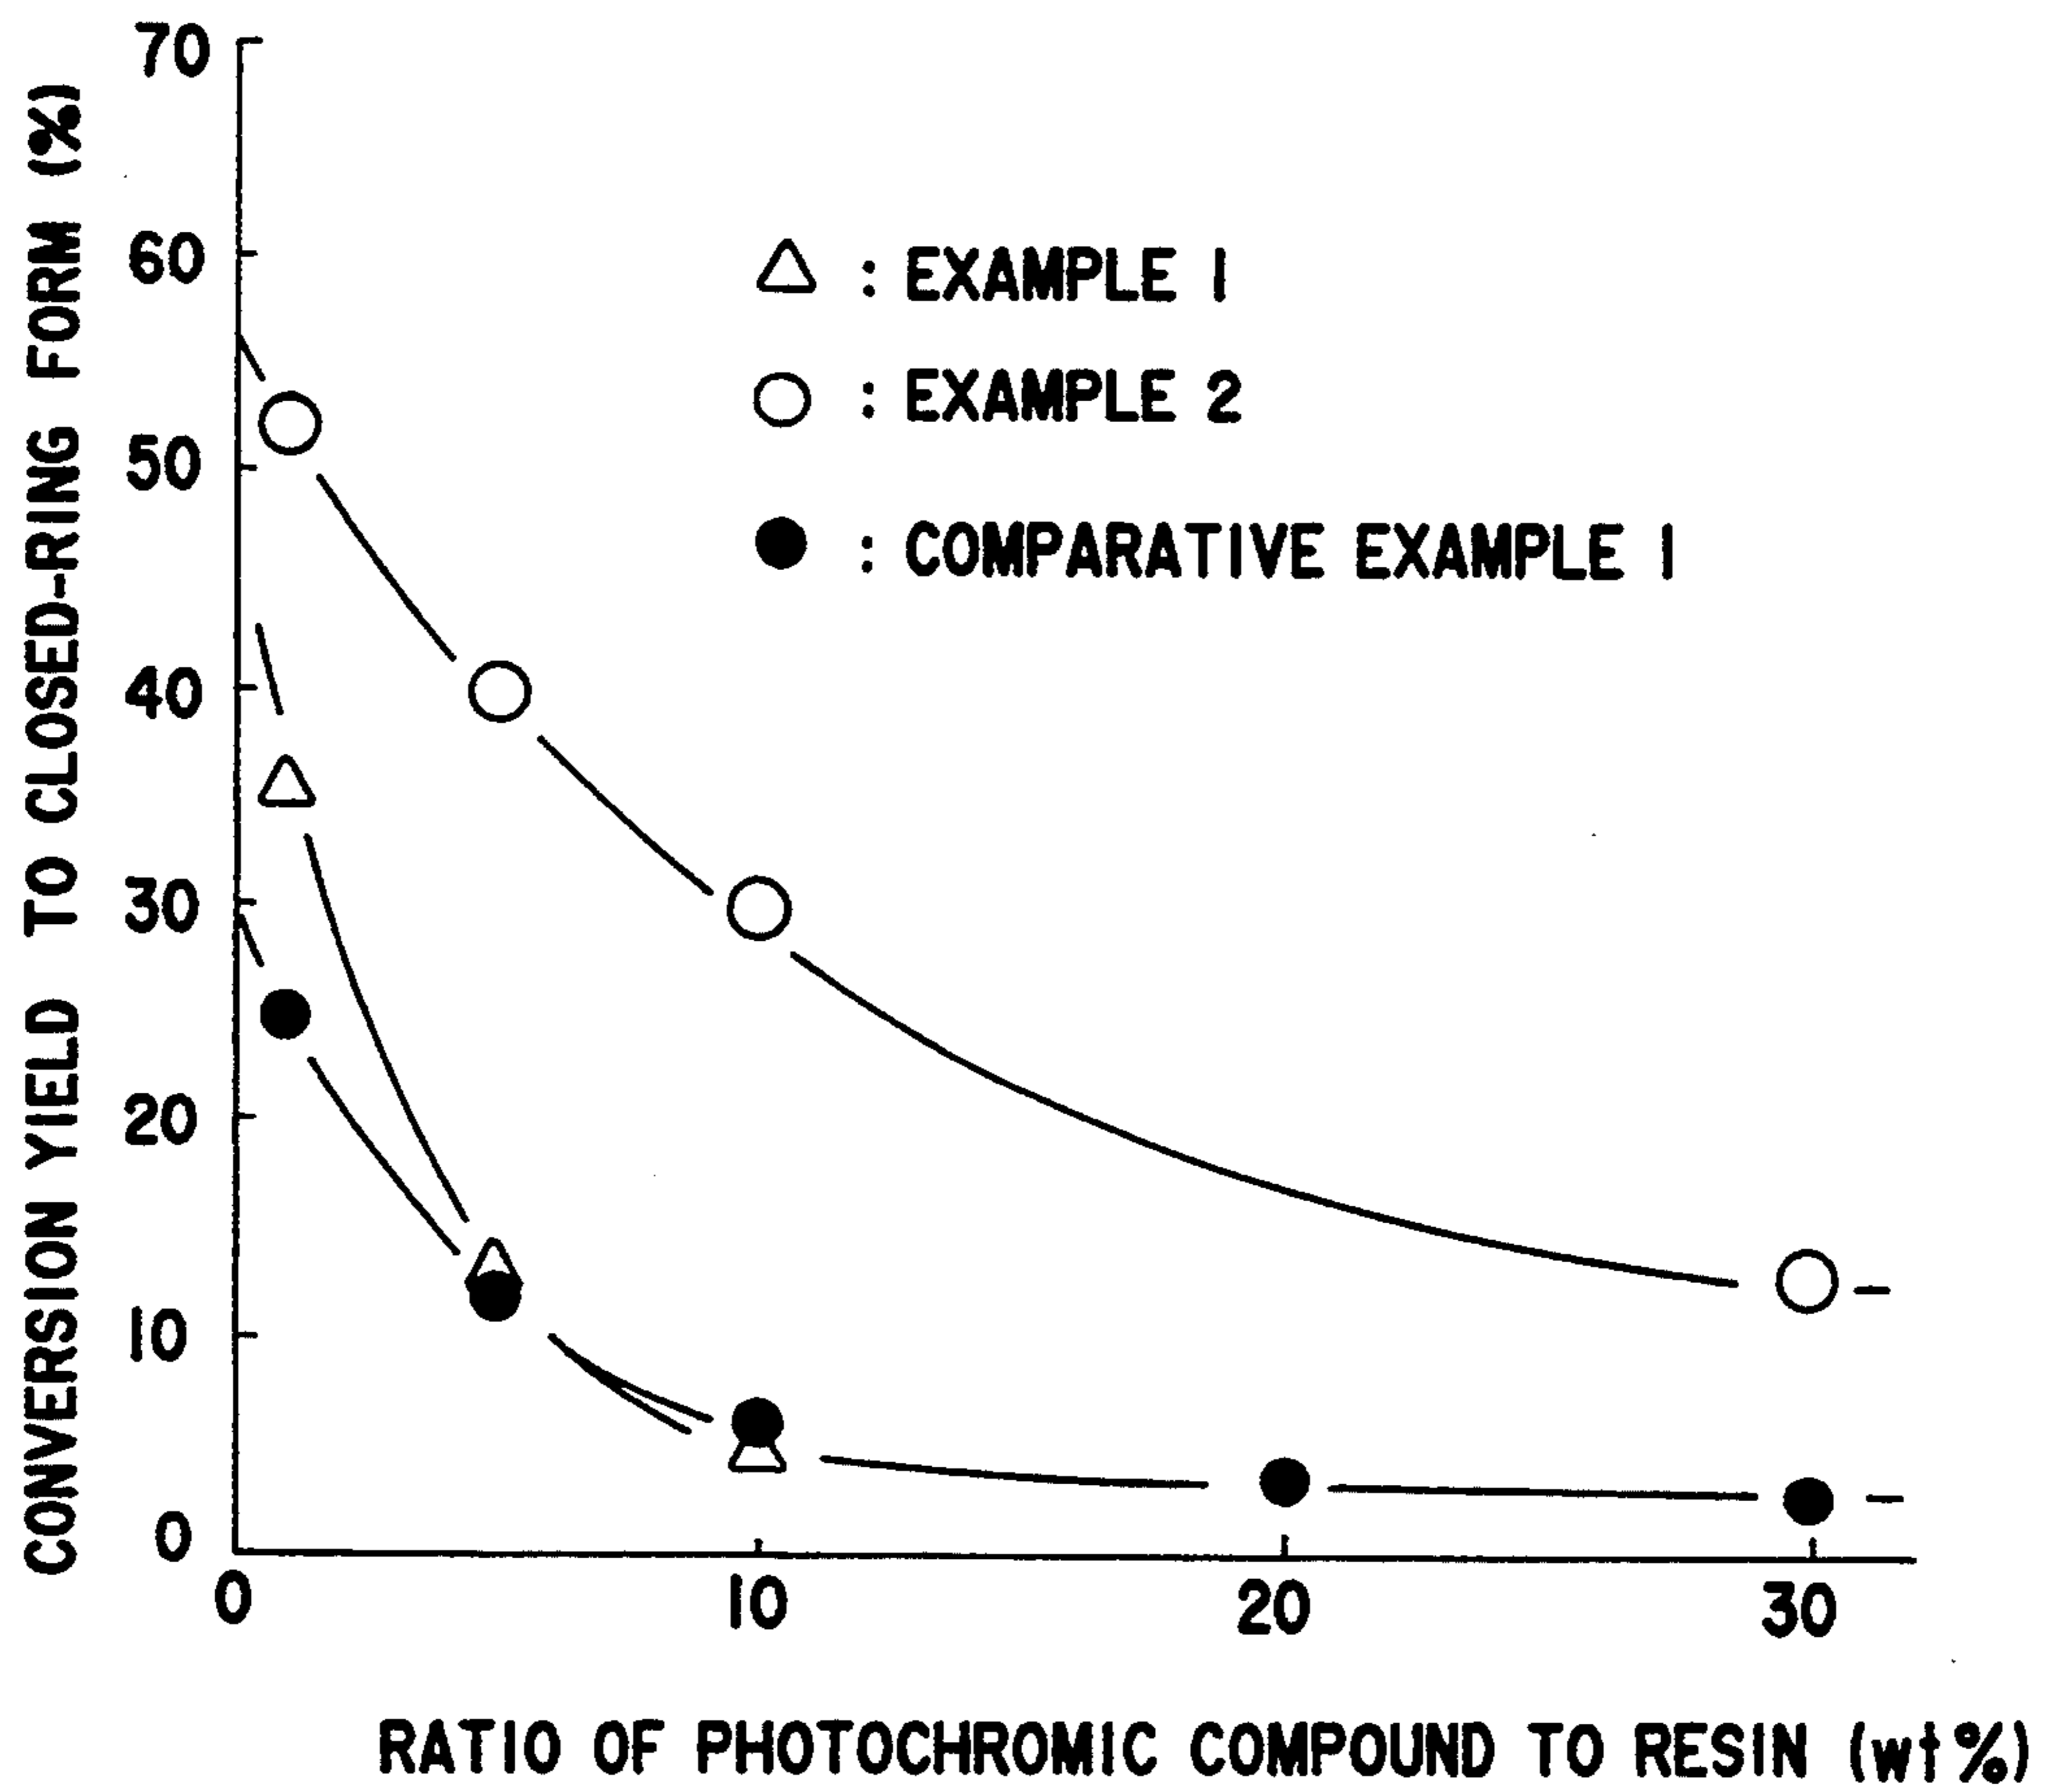 CONVERSION YIELD TO CLOSED-RING FORM (%)
70
60
50
40
30
20
10
0
△ : EXAMPLE 1
○ : EXAMPLE 2
● : COMPARATIVE EXAMPLE 1
0 10 20 30
RATIO OF PHOTOCHROMIC COMPOUND TO RESIN (wt%)